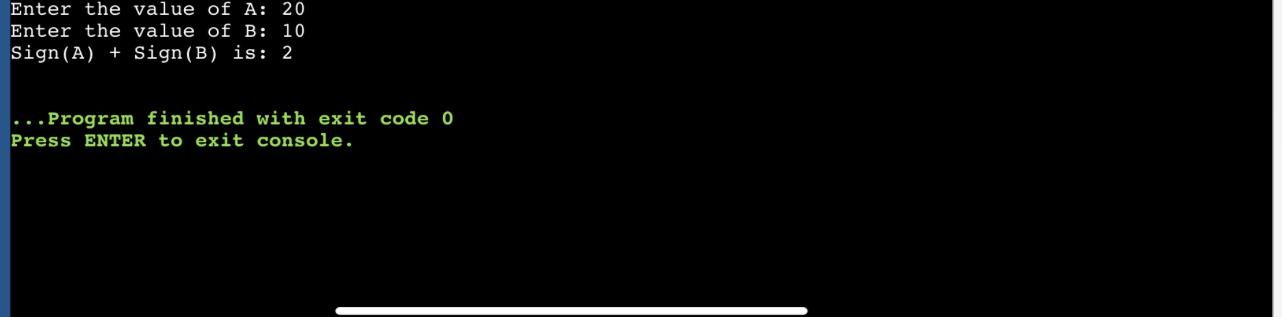 Enter the value of A: 20
Enter the value of B: 10
Sign(A) + Sign(B) is: 2
...Program finished with exit code 0
Press ENTER to exit console.